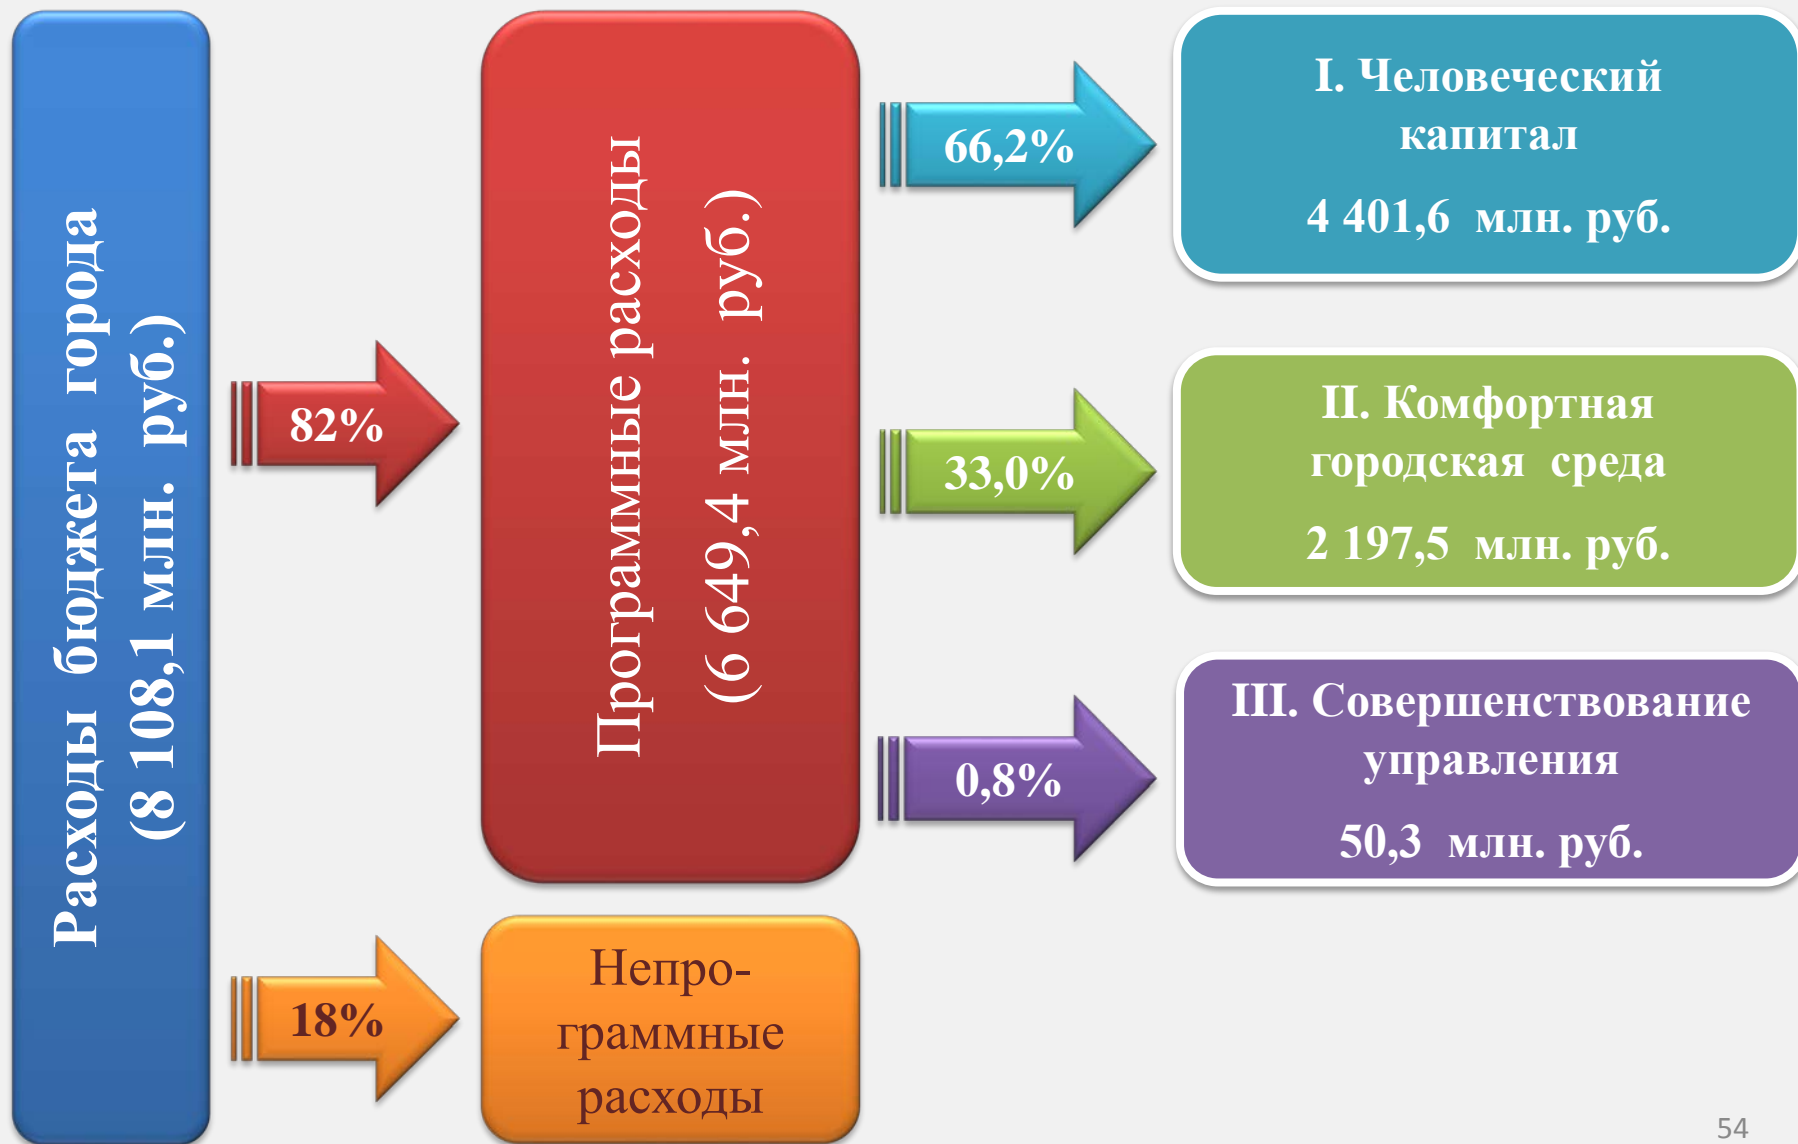 Расходы бюджета города
(8 108,1 млн. руб.)
82%
18%
Программные расходы
(6 649,4 млн. руб.)
Непро-
граммные
расходы
66,2%
I. Человеческий
капитал
4 401,6 млн. руб.
33,0%
II. Комфортная
городская среда
2 197,5 млн. руб.
0,8%
III. Совершенствование
управления
50,3 млн. руб.
54